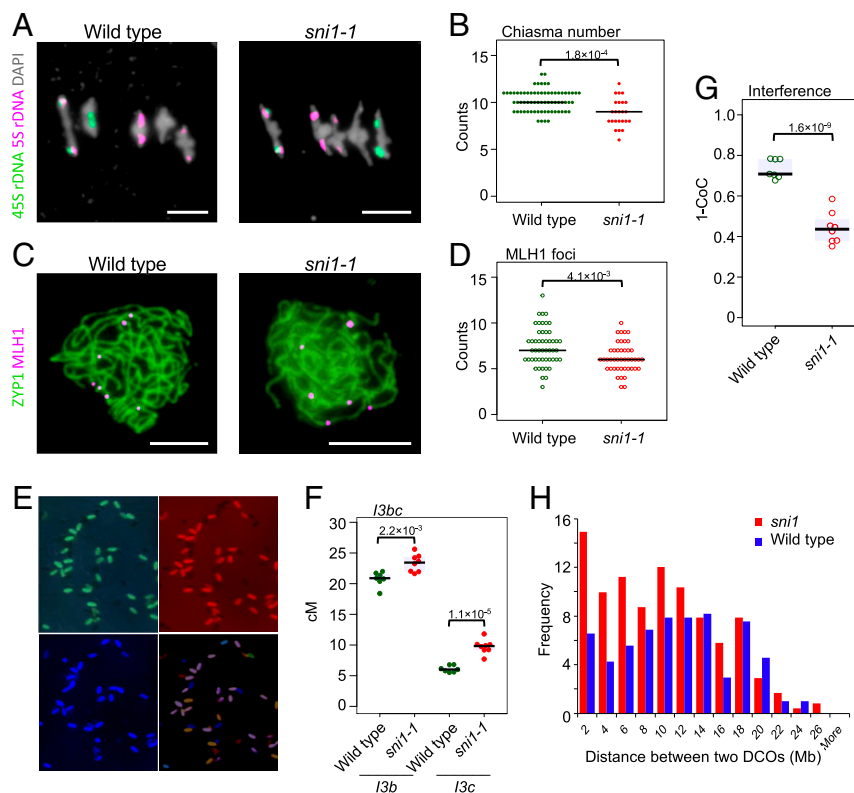 A
Wild type
sni1-1
45S rDNA 5S rDNA DAPI
B
Chiasma number
1.8×10⁻⁴
15
10
5
0
Counts
Wild type
sni1-1
C
Wild type
sni1-1
ZYP1 MLH1
D
MLH1 foci
4.1×10⁻³
15
10
5
0
Counts
Wild type
sni1-1
G
Interference
1.6×10⁻⁹
1.0
0.8
0.6
0.4
0.2
0
1-CoC
Wild type
sni1-1
E
F
I3bc
2.2×10⁻³
1.1×10⁻⁵
30
25
20
15
10
5
0
cM
Wild type
sni1-1
Wild type
sni1-1
I3b
I3c
H
sni1
Wild type
16
12
8
4
0
Frequency
2 4 6 8 10 12 14 16 18 20 22 24 26 More
Distance between two DCOs (Mb)